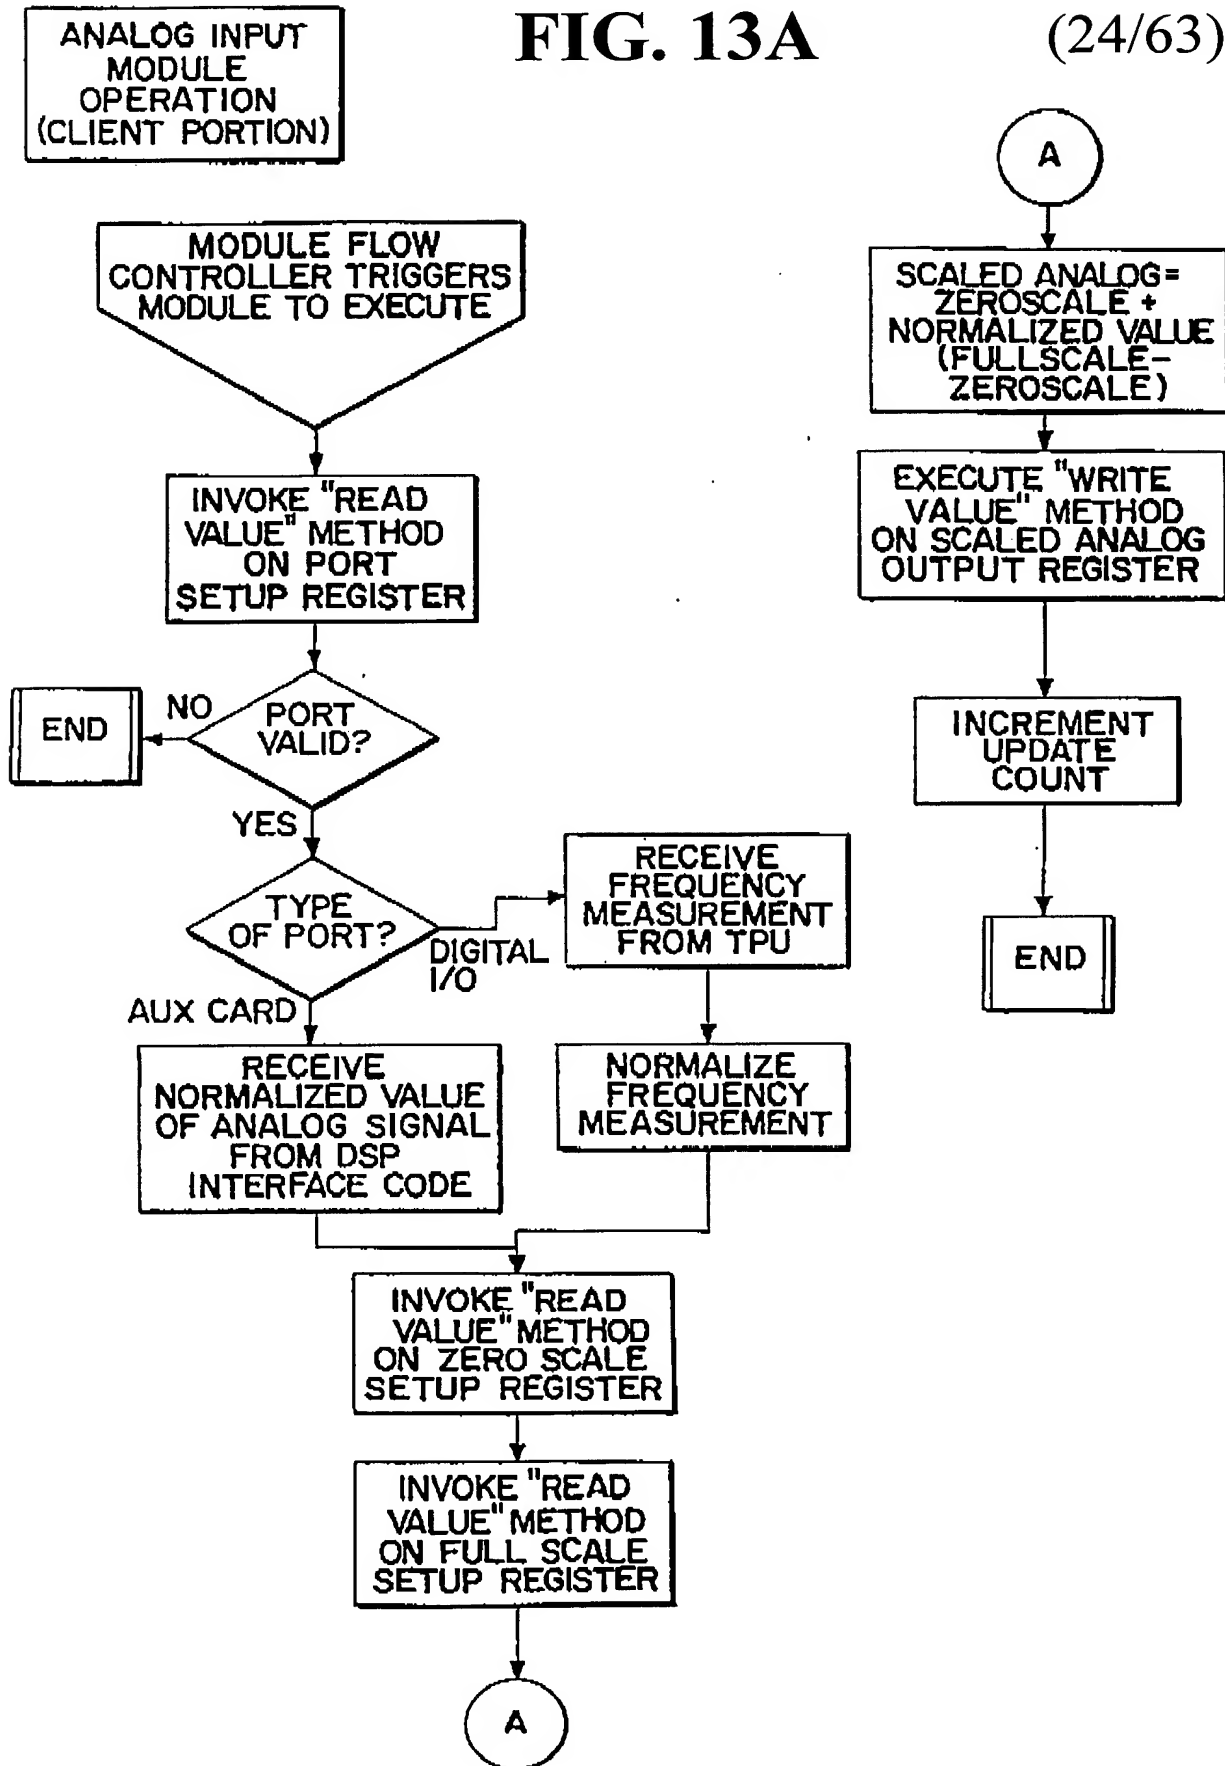 ANALOG INPUT
MODULE
OPERATION
(CLIENT PORTION)
FIG. 13A
(24/63)
MODULE FLOW
CONTROLLER TRIGGERS
MODULE TO EXECUTE
INVOKE "READ
VALUE" METHOD
ON PORT
SETUP REGISTER
PORT
VALID?
NO
END
YES
TYPE
OF PORT?
DIGITAL
I/O
AUX CARD
RECEIVE
FREQUENCY
MEASUREMENT
FROM TPU
NORMALIZE
FREQUENCY
MEASUREMENT
RECEIVE
NORMALIZED VALUE
OF ANALOG SIGNAL
FROM DSP
INTERFACE CODE
INVOKE "READ
VALUE" METHOD
ON ZERO SCALE
SETUP REGISTER
INVOKE "READ
VALUE" METHOD
ON FULL SCALE
SETUP REGISTER
A
A
SCALED ANALOG=
ZEROSCALE +
NORMALIZED VALUE
(FULLSCALE-
ZEROSCALE)
EXECUTE "WRITE
VALUE" METHOD
ON SCALED ANALOG
OUTPUT REGISTER
INCREMENT
UPDATE
COUNT
END